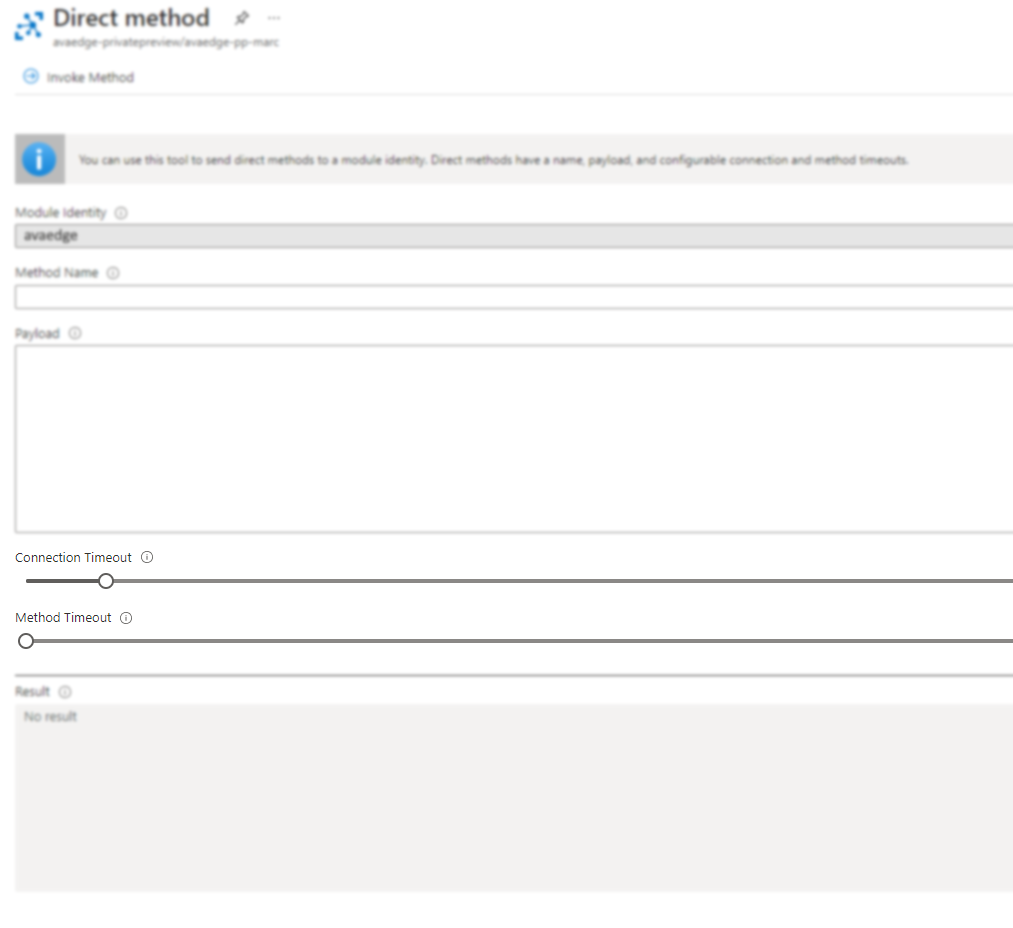 Direct method
avaedge-privatepreview/avaedge-pp-marc
Invoke Method
You can use this tool to send direct methods to a module identity. Direct methods have a name, payload, and configurable connection and method timeouts.
Module Identity
avaedge
Method Name
Payload
Connection Timeout
Method Timeout
Result
No result